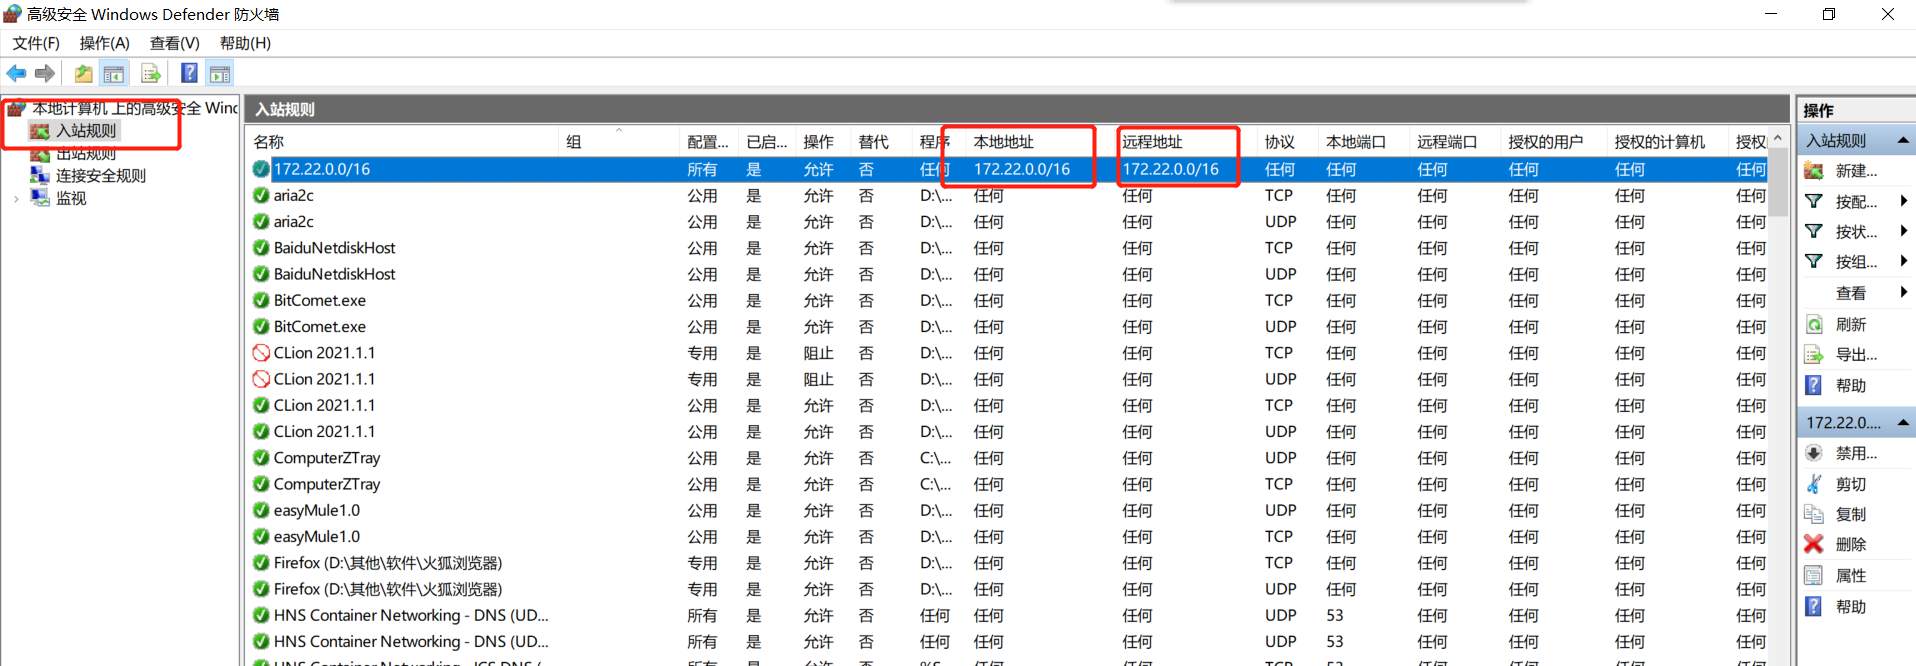 高级安全 Windows Defender 防火墙
文件(F) 操作(A) 查看(V) 帮助(H)
本地计算机 上的高级安全 Wind
入站规则
出站规则
连接安全规则
监视
入站规则
名称 组 配置... 已启... 操作 替代 程序 本地地址 远程地址 协议 本地端口 远程端口 授权的用户 授权的计算机 授权
172.22.0.0/16 所有 是 允许 否 任何 172.22.0.0/16 172.22.0.0/16 任何 任何 任何 任何 任何 任何
aria2c 公用 是 允许 否 D:\... 任何 任何 TCP 任何 任何 任何 任何 任何
aria2c 公用 是 允许 否 D:\... 任何 任何 UDP 任何 任何 任何 任何 任何
BaiduNetdiskHost 公用 是 允许 否 D:\... 任何 任何 TCP 任何 任何 任何 任何 任何
BaiduNetdiskHost 公用 是 允许 否 D:\... 任何 任何 UDP 任何 任何 任何 任何 任何
BitComet.exe 公用 是 允许 否 D:\... 任何 任何 TCP 任何 任何 任何 任何 任何
BitComet.exe 公用 是 允许 否 D:\... 任何 任何 UDP 任何 任何 任何 任何 任何
CLion 2021.1.1 专用 是 阻止 否 D:\... 任何 任何 TCP 任何 任何 任何 任何 任何
CLion 2021.1.1 专用 是 阻止 否 D:\... 任何 任何 UDP 任何 任何 任何 任何 任何
CLion 2021.1.1 公用 是 允许 否 D:\... 任何 任何 TCP 任何 任何 任何 任何 任何
CLion 2021.1.1 公用 是 允许 否 D:\... 任何 任何 UDP 任何 任何 任何 任何 任何
ComputerZTray 公用 是 允许 否 C:\... 任何 任何 UDP 任何 任何 任何 任何 任何
ComputerZTray 公用 是 允许 否 C:\... 任何 任何 TCP 任何 任何 任何 任何 任何
easyMule1.0 公用 是 允许 否 D:\... 任何 任何 UDP 任何 任何 任何 任何 任何
easyMule1.0 公用 是 允许 否 D:\... 任何 任何 TCP 任何 任何 任何 任何 任何
Firefox (D:\其他\软件\火狐浏览器) 专用 是 允许 否 D:\... 任何 任何 TCP 任何 任何 任何 任何 任何
Firefox (D:\其他\软件\火狐浏览器) 专用 是 允许 否 D:\... 任何 任何 UDP 任何 任何 任何 任何 任何
HNS Container Networking - DNS (UD... 所有 是 允许 否 任何 任何 任何 UDP 53 任何 任何 任何 任何
HNS Container Networking - DNS (UD... 所有 是 允许 否 任何 任何 任何 UDP 53 任何 任何 任何 任何
HNS Container Networking - ICS DNS ( 所有 是 允许 否 %S 任何 任何 TCP 53 任何 任何 任何 任何
操作
入站规则
新建...
按配...
按状...
按组...
查看
刷新
导出...
帮助
172.22.0....
禁用...
剪切
复制
删除
属性
帮助